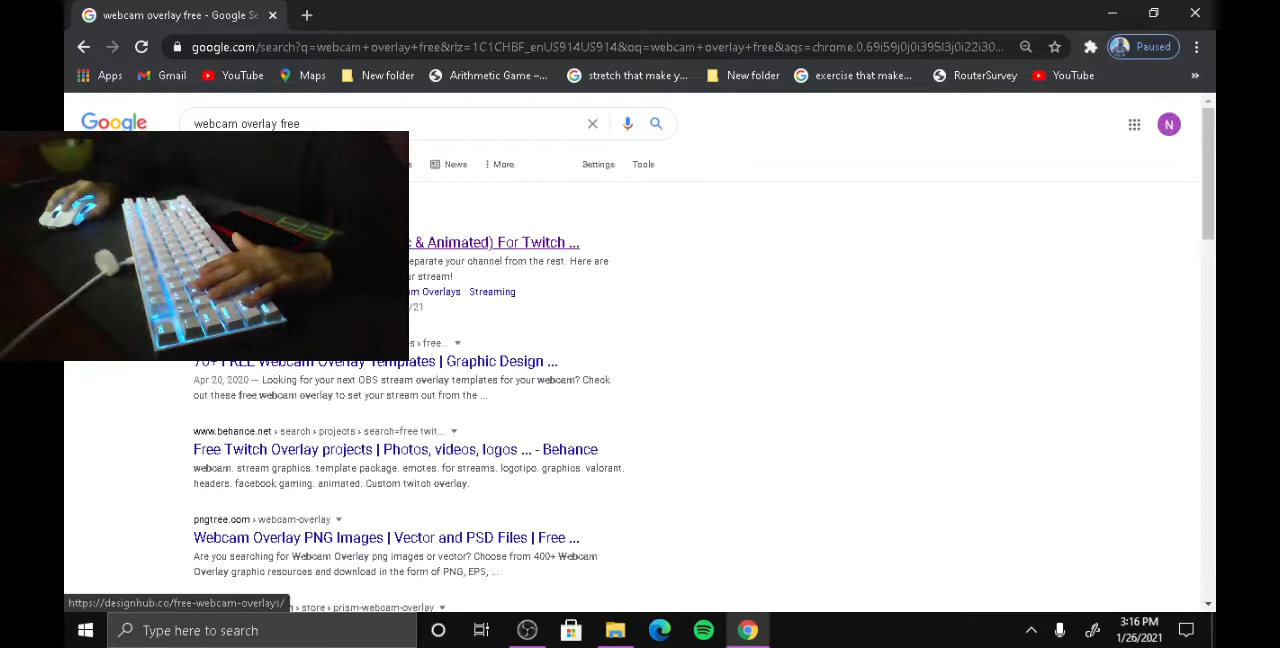 webcam overlay free - Google Se
google.com/search?q=webcam+overlay+free&rlz=1C1CHBF_enUS914US914&oq=webcam+overlay+free&aqs=chrome.0.69i59j0j0i395l3j0i22i30...
Paused
Apps
Gmail
YouTube
Maps
New folder
Arithmetic Game –...
stretch that make y...
New folder
exercise that make...
RouterSurvey
YouTube
»
Google
webcam overlay free
N
News
More
Settings
Tools
& Animated) For Twitch ...
eparate your channel from the rest. Here are
ur stream!
m Overlays · Streaming
/21
s › free...
70+ FREE Webcam Overlay Templates | Graphic Design ...
Apr 20, 2020 — Looking for your next OBS stream overlay templates for your webcam? Check
out these free webcam overlay to set your stream out from the ...
www.behance.net › search › projects › search=free twit...
Free Twitch Overlay projects | Photos, videos, logos ... - Behance
webcam. stream graphics. template package. emotes. for streams. logotipo. graphics. valorant.
headers. facebook gaming. animated. Custom twitch overlay.
pngtree.com › webcam-overlay
Webcam Overlay PNG Images | Vector and PSD Files | Free ...
Are you searching for Webcam Overlay png images or vector? Choose from 400+ Webcam
Overlay graphic resources and download in the form of PNG, EPS, ...
https://designhub.co/free-webcam-overlays/
› store › prism-webcam-overlay
Type here to search
3:16 PM
1/26/2021